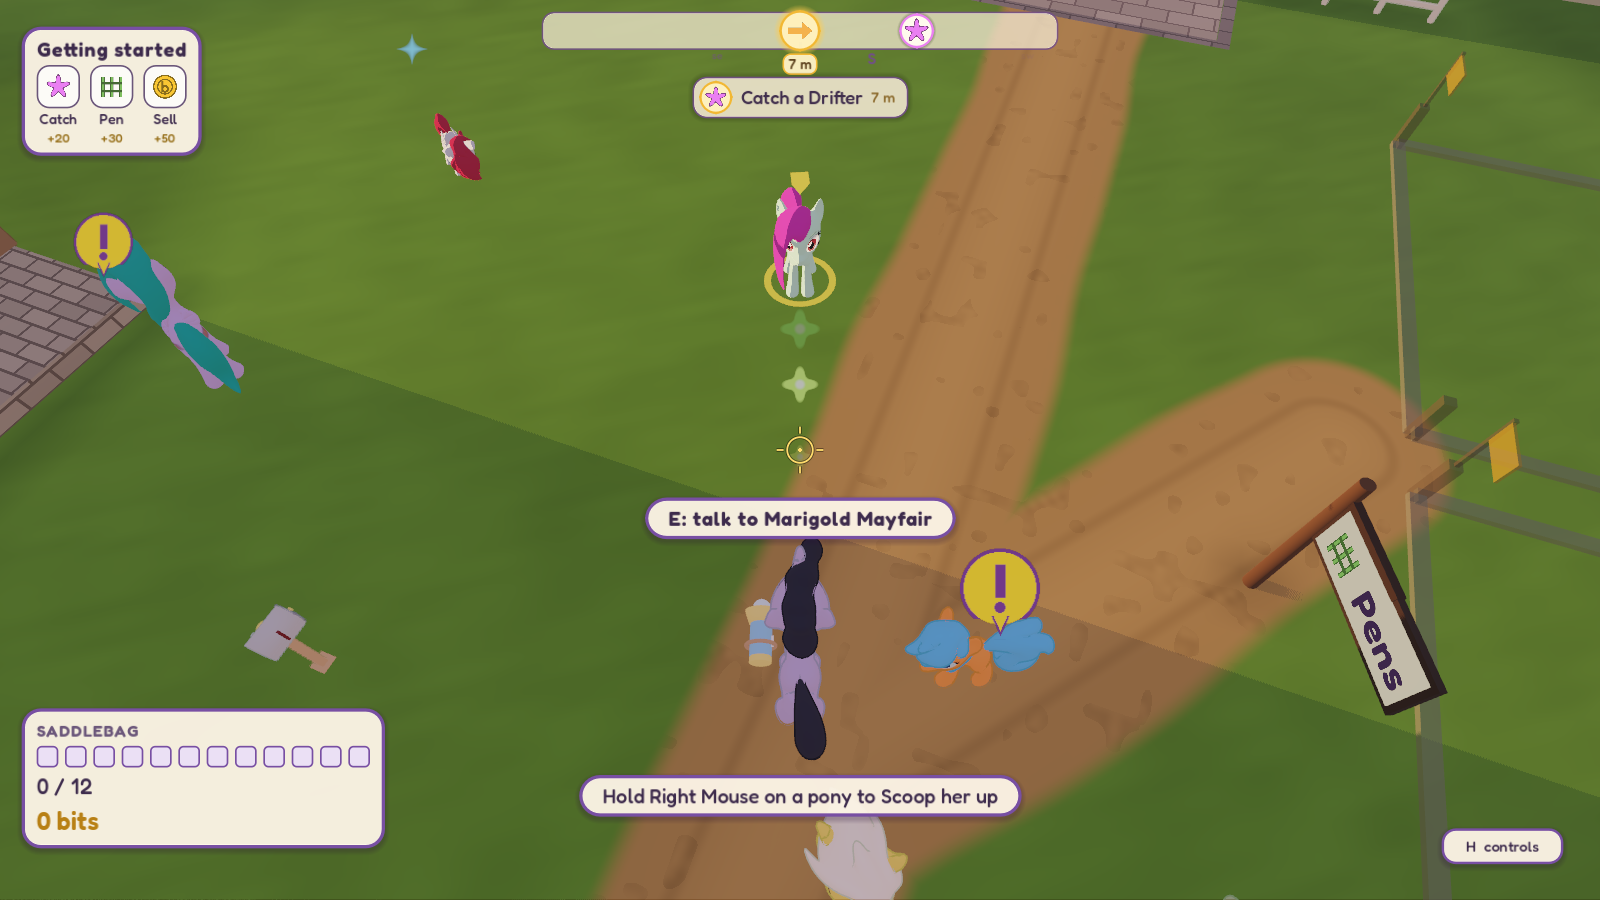 Getting started
Catch Pen Sell
+20 +30 +50
S
7 m
Catch a Drifter 7 m
E: talk to Marigold Mayfair
Pens
SADDLEBAG
0 / 12
0 bits
Hold Right Mouse on a pony to Scoop her up
H controls